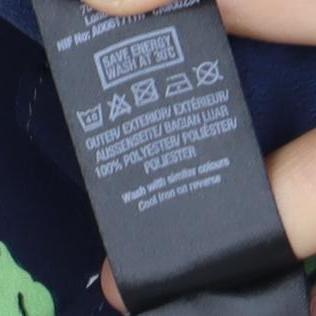 SAVE ENERGY
WASH AT 30°C
40
OUTER/ EXTERIOR/ EXTÉRIEUR/
AUSSENSEITE/ BAGIAN LUAR
100% POLYESTER/ POLIÉSTER/
POLIESTER
Wash with similar colours
Cool iron on reverse